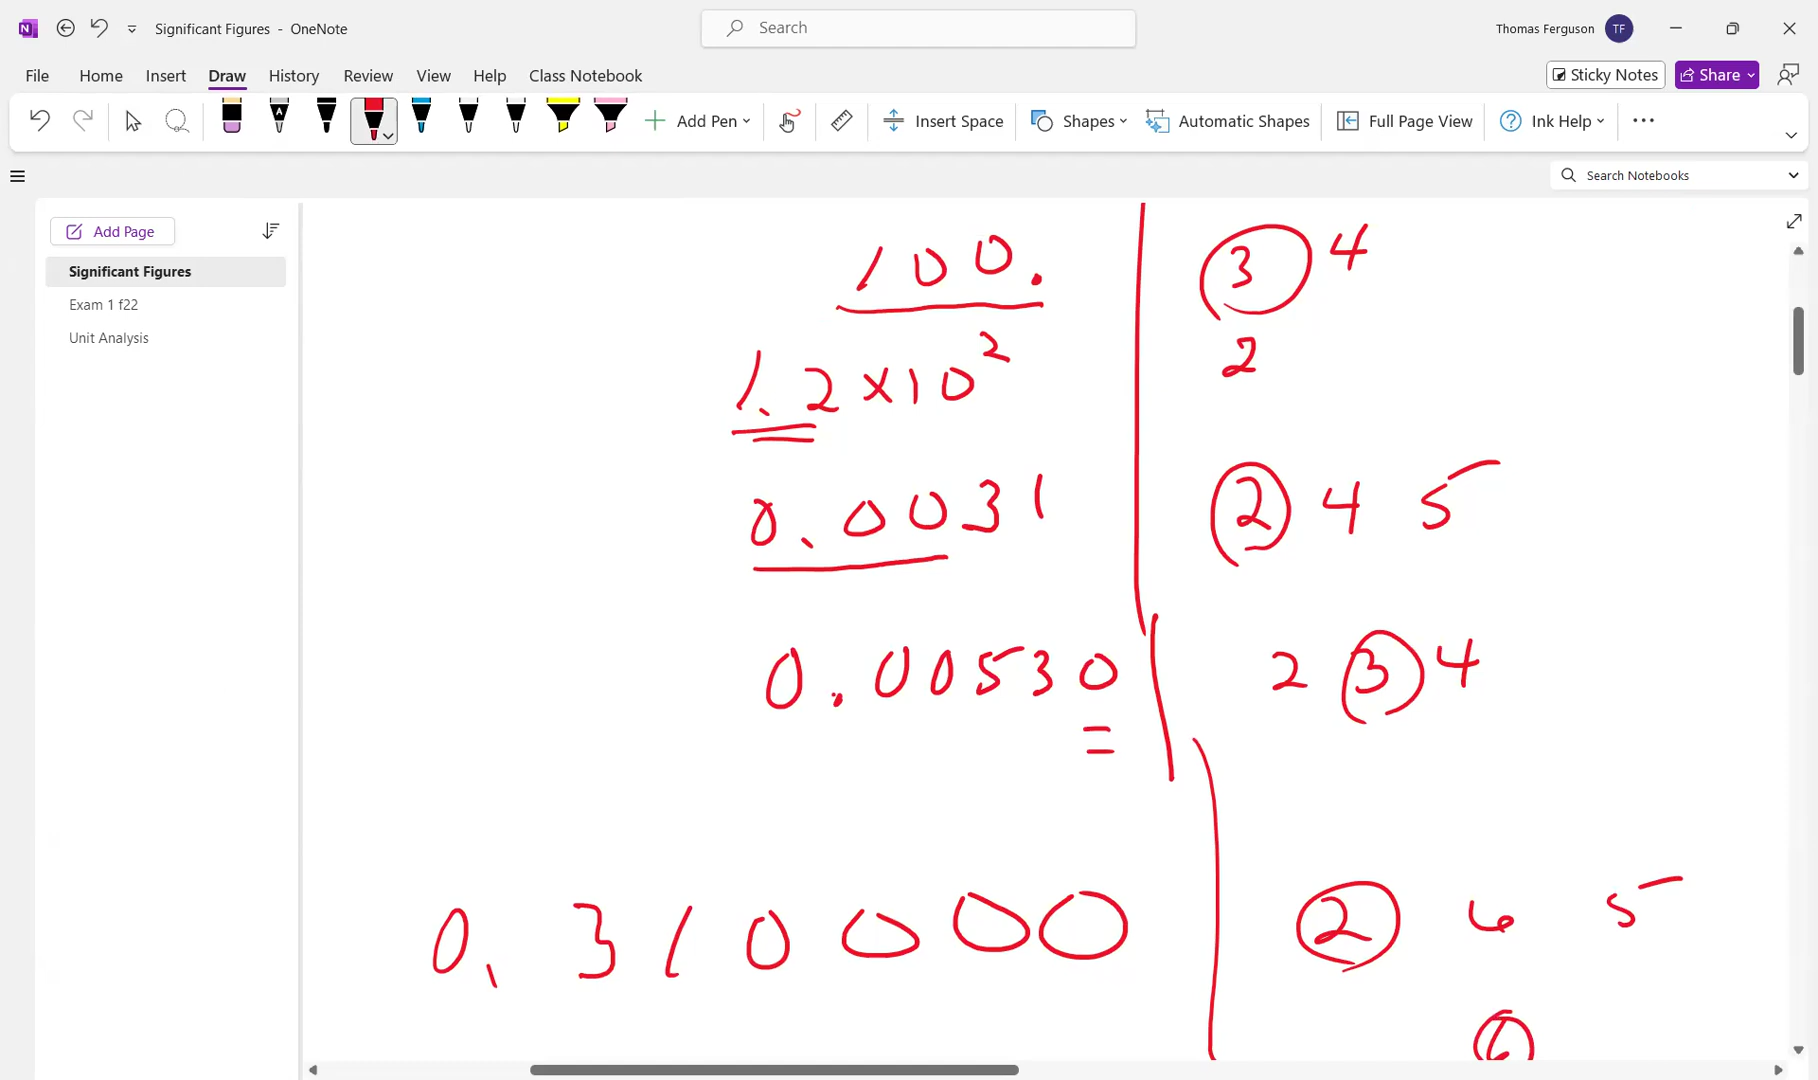 Significant Figures - OneNote
Search
Thomas Ferguson TF
File Home Insert Draw History Review View Help Class Notebook
Sticky Notes Share
A
Add Pen Insert Space Shapes Automatic Shapes Full Page View ? Ink Help ...
Search Notebooks
Add Page
Significant Figures
Exam 1 f22
Unit Analysis
100. 3 4
1.2 x 10² 2
0.0031 2 4 5
0.00530 2 3 4
=
0.310000 2 6 5
6